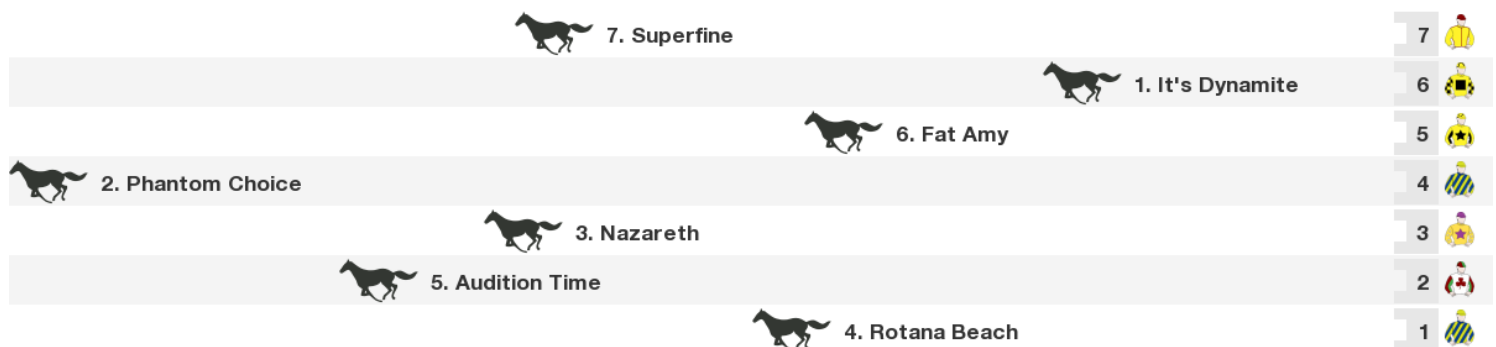 7. Superfine 7
1. It's Dynamite 6
6. Fat Amy 5
2. Phantom Choice 4
3. Nazareth 3
5. Audition Time 2
4. Rotana Beach 1